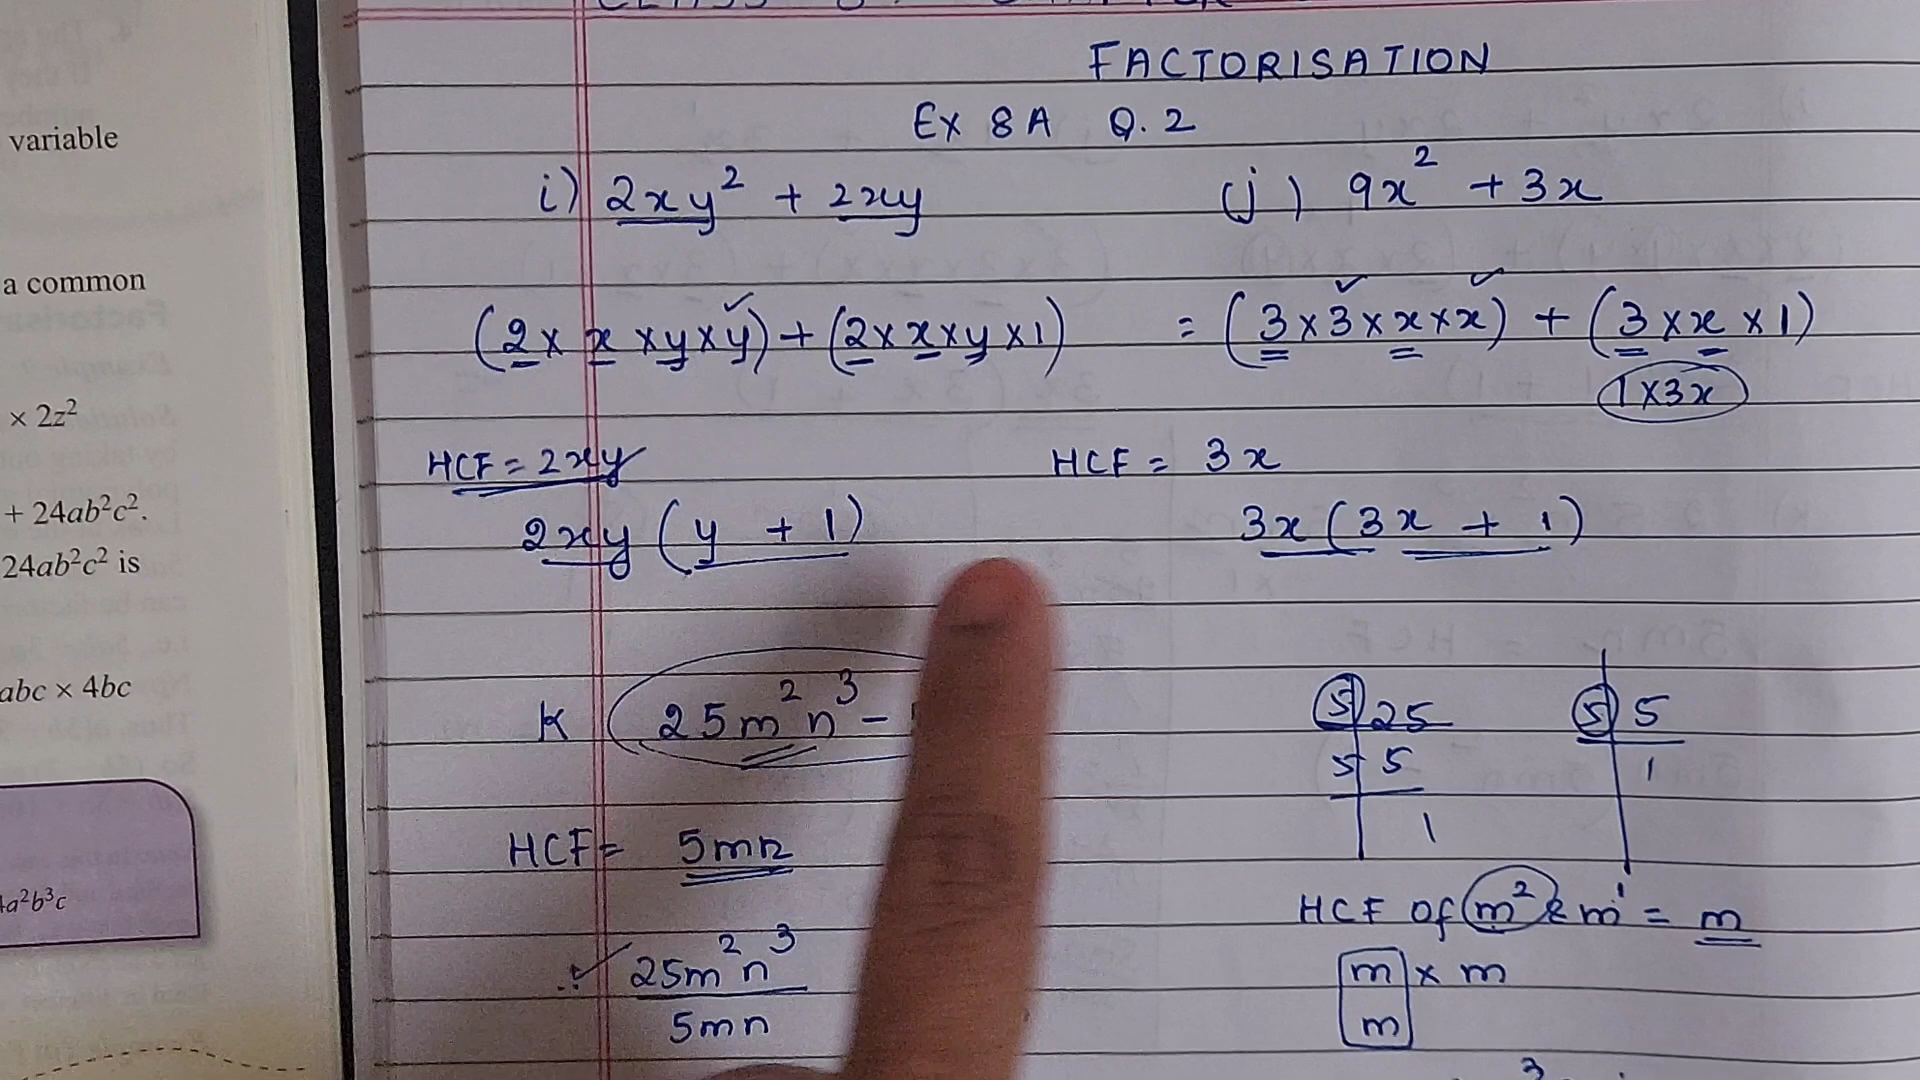 variable
a common
× 2z²
+ 24ab²c².
24ab²c² is
abc × 4bc
a²b³c
FACTORISATION
Ex 8A Q.2
i) 2xy² + 2xy
(2 × x × y × y) + (2 × x × y × 1)
HCF = 2xy
2xy (y + 1)
(j) 9x² + 3x
= (3 × 3 × x × x) + (3 × x × 1)
1 × 3x
HCF = 3x
3x (3x + 1)
K 25m²n³ -
HCF = 5mn
∴ 25m²n³
5mn
5 25
5 5
1
5 5
1
HCF of m² & m¹ = m
m × m
m
3